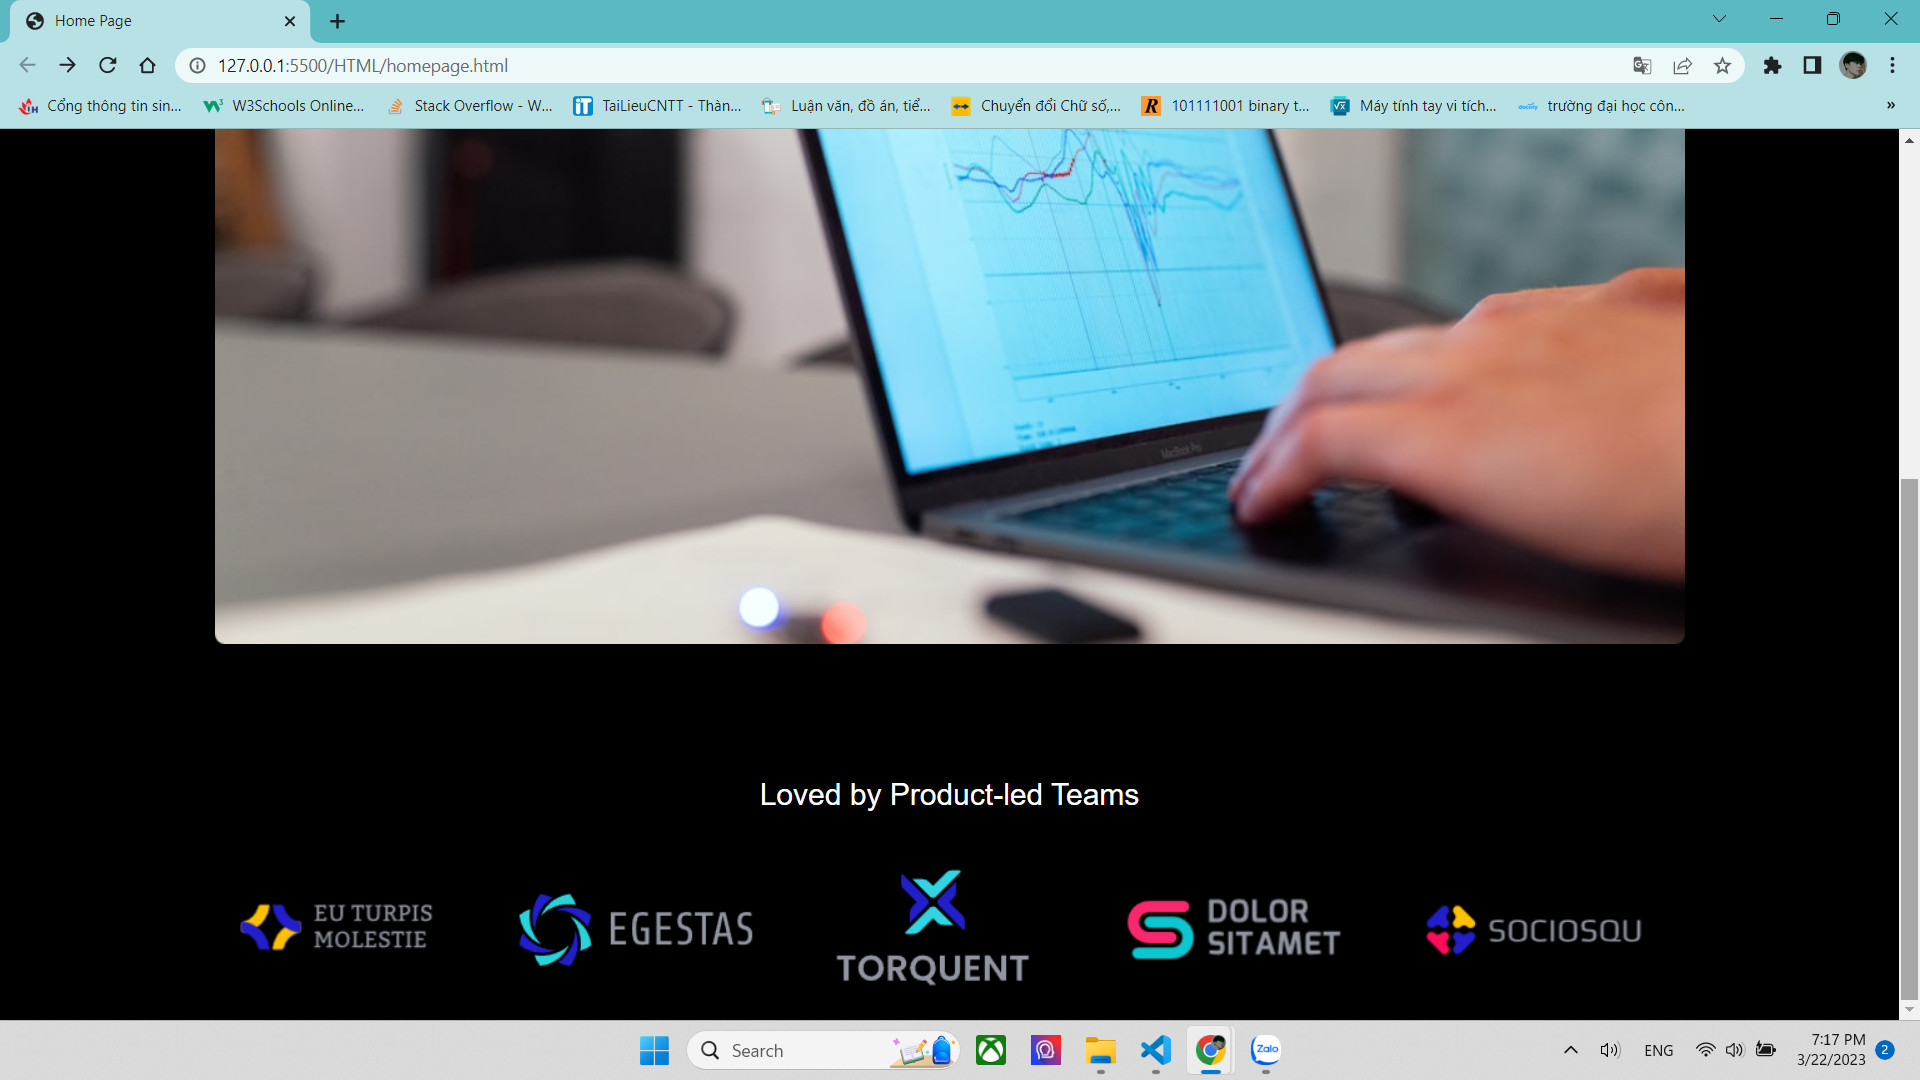 Home Page
127.0.0.1:5500/HTML/homepage.html
Cổng thông tin sin...
W3Schools Online...
Stack Overflow - W...
TaiLieuCNTT - Thàn...
Luận văn, đồ án, tiể...
Chuyển đổi Chữ số,...
101111001 binary t...
Máy tính tay vi tích...
trường đại học côn...
MacBook Pro
Loved by Product-led Teams
EU TURPIS
MOLESTIE
EGESTAS
TORQUENT
DOLOR
SITAMET
SOCIOSQU
Search
Zalo
ENG
7:17 PM
3/22/2023
2